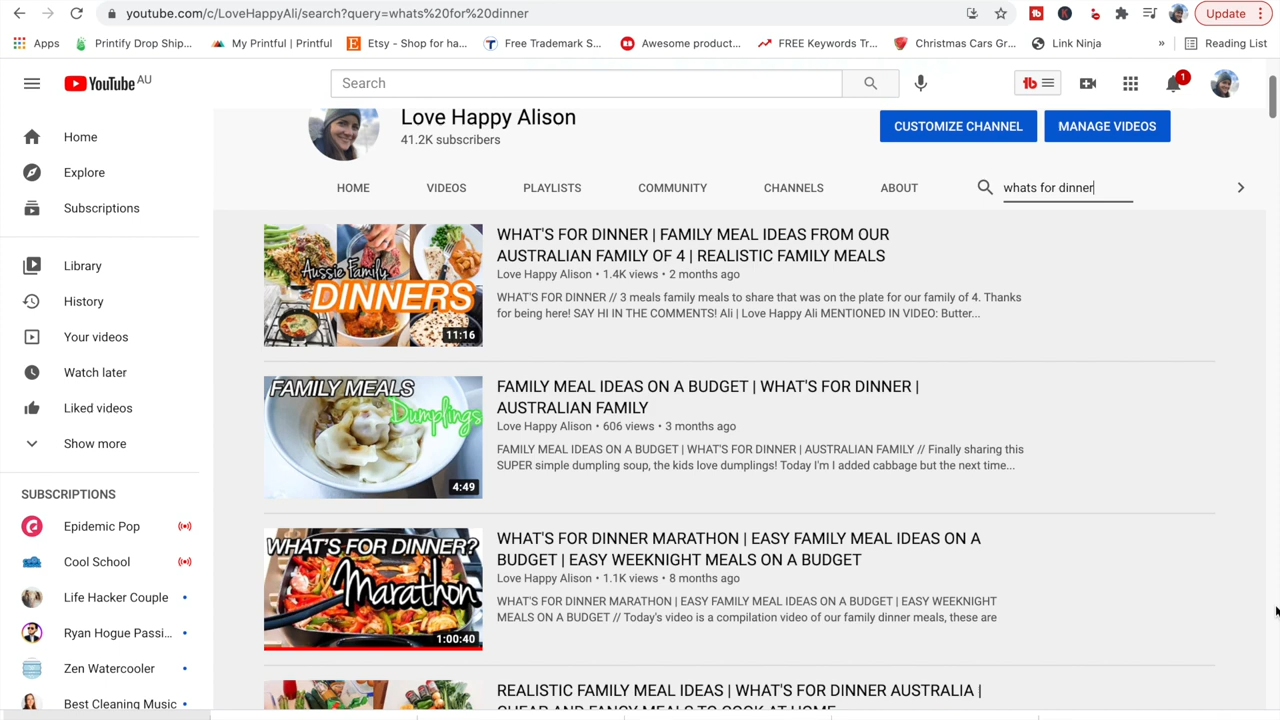 youtube.com/c/LoveHappyAli/search?query=whats%20for%20dinner
Update
Apps
Printify Drop Ship...
My Printful | Printful
Etsy - Shop for ha...
Free Trademark S...
Awesome product...
FREE Keywords Tr...
Christmas Cars Gr...
Link Ninja
»
Reading List
YouTube AU
Search
tb
1
Love Happy Alison
41.2K subscribers
CUSTOMIZE CHANNEL
MANAGE VIDEOS
HOME
VIDEOS
PLAYLISTS
COMMUNITY
CHANNELS
ABOUT
whats for dinner
Home
Explore
Subscriptions
Library
History
Your videos
Watch later
Liked videos
Show more
SUBSCRIPTIONS
Epidemic Pop
Cool School
Life Hacker Couple
Ryan Hogue Passi...
Zen Watercooler
Best Cleaning Music
Aussie Family
DINNERS
11:16
WHAT'S FOR DINNER | FAMILY MEAL IDEAS FROM OUR
AUSTRALIAN FAMILY OF 4 | REALISTIC FAMILY MEALS
Love Happy Alison • 1.4K views • 2 months ago
WHAT'S FOR DINNER // 3 meals family meals to share that was on the plate for our family of 4. Thanks
for being here! SAY HI IN THE COMMENTS! Ali | Love Happy Ali MENTIONED IN VIDEO: Butter...
FAMILY MEALS
Dumplings
4:49
FAMILY MEAL IDEAS ON A BUDGET | WHAT'S FOR DINNER |
AUSTRALIAN FAMILY
Love Happy Alison • 606 views • 3 months ago
FAMILY MEAL IDEAS ON A BUDGET | WHAT'S FOR DINNER | AUSTRALIAN FAMILY // Finally sharing this
SUPER simple dumpling soup, the kids love dumplings! Today I'm I added cabbage but the next time...
WHAT'S FOR DINNER?
Marathon
1:00:40
WHAT'S FOR DINNER MARATHON | EASY FAMILY MEAL IDEAS ON A
BUDGET | EASY WEEKNIGHT MEALS ON A BUDGET
Love Happy Alison • 1.1K views • 8 months ago
WHAT'S FOR DINNER MARATHON | EASY FAMILY MEAL IDEAS ON A BUDGET | EASY WEEKNIGHT
MEALS ON A BUDGET // Today's video is a compilation video of our family dinner meals, these are
REALISTIC FAMILY MEAL IDEAS | WHAT'S FOR DINNER AUSTRALIA |
CHEAP AND FANCY MEALS TO COOK AT HOME